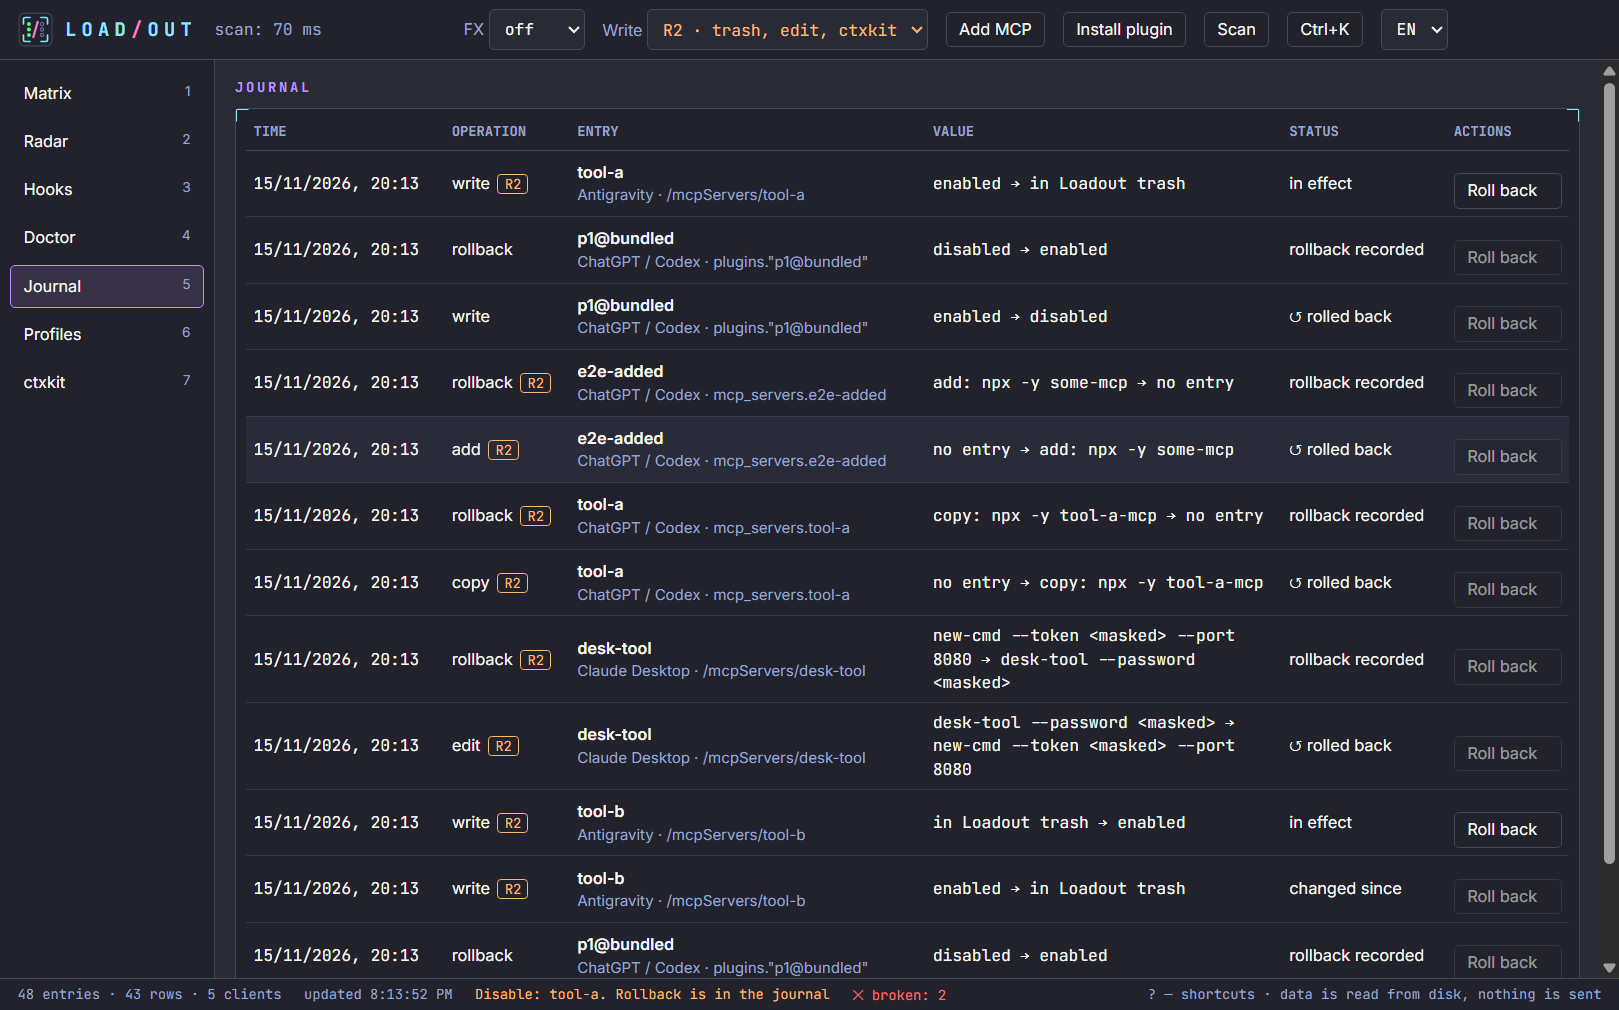 LOAD/OUT scan: 70 ms FX off Write R2 · trash, edit, ctxkit Add MCP Install plugin Scan Ctrl+K EN
Matrix 1
Radar 2
Hooks 3
Doctor 4
Journal 5
Profiles 6
ctxkit 7
JOURNAL
TIME OPERATION ENTRY VALUE STATUS ACTIONS
15/11/2026, 20:13 write R2 tool-a enabled → in Loadout trash in effect Roll back
Antigravity · /mcpServers/tool-a
15/11/2026, 20:13 rollback p1@bundled disabled → enabled rollback recorded Roll back
ChatGPT / Codex · plugins."p1@bundled"
15/11/2026, 20:13 write p1@bundled enabled → disabled ↺ rolled back Roll back
ChatGPT / Codex · plugins."p1@bundled"
15/11/2026, 20:13 rollback R2 e2e-added add: npx -y some-mcp → no entry rollback recorded Roll back
ChatGPT / Codex · mcp_servers.e2e-added
15/11/2026, 20:13 add R2 e2e-added no entry → add: npx -y some-mcp ↺ rolled back Roll back
ChatGPT / Codex · mcp_servers.e2e-added
15/11/2026, 20:13 rollback R2 tool-a copy: npx -y tool-a-mcp → no entry rollback recorded Roll back
ChatGPT / Codex · mcp_servers.tool-a
15/11/2026, 20:13 copy R2 tool-a no entry → copy: npx -y tool-a-mcp ↺ rolled back Roll back
ChatGPT / Codex · mcp_servers.tool-a
15/11/2026, 20:13 rollback R2 desk-tool new-cmd --token <masked> --port rollback recorded Roll back
Claude Desktop · /mcpServers/desk-tool 8080 → desk-tool --password
<masked>
15/11/2026, 20:13 edit R2 desk-tool desk-tool --password <masked> → ↺ rolled back Roll back
Claude Desktop · /mcpServers/desk-tool new-cmd --token <masked> --port
8080
15/11/2026, 20:13 write R2 tool-b in Loadout trash → enabled in effect Roll back
Antigravity · /mcpServers/tool-b
15/11/2026, 20:13 write R2 tool-b enabled → in Loadout trash changed since Roll back
Antigravity · /mcpServers/tool-b
15/11/2026, 20:13 rollback p1@bundled disabled → enabled rollback recorded Roll back
ChatGPT / Codex · plugins."p1@bundled"
48 entries · 43 rows · 5 clients updated 8:13:52 PM Disable: tool-a. Rollback is in the journal ✕ broken: 2 ? — shortcuts · data is read from disk, nothing is sent